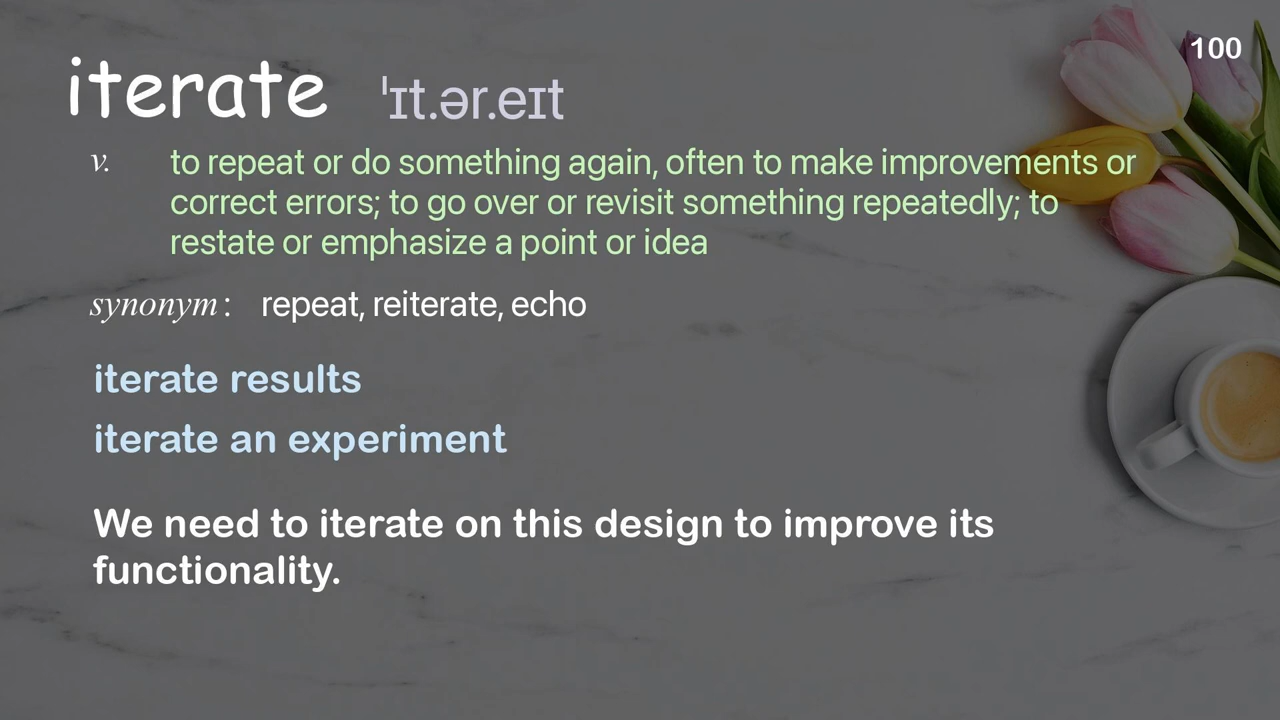 100
iterate ˈɪt.ər.eɪt
v. to repeat or do something again, often to make improvements or
correct errors; to go over or revisit something repeatedly; to
restate or emphasize a point or idea
synonym: repeat, reiterate, echo
iterate results
iterate an experiment
We need to iterate on this design to improve its
functionality.